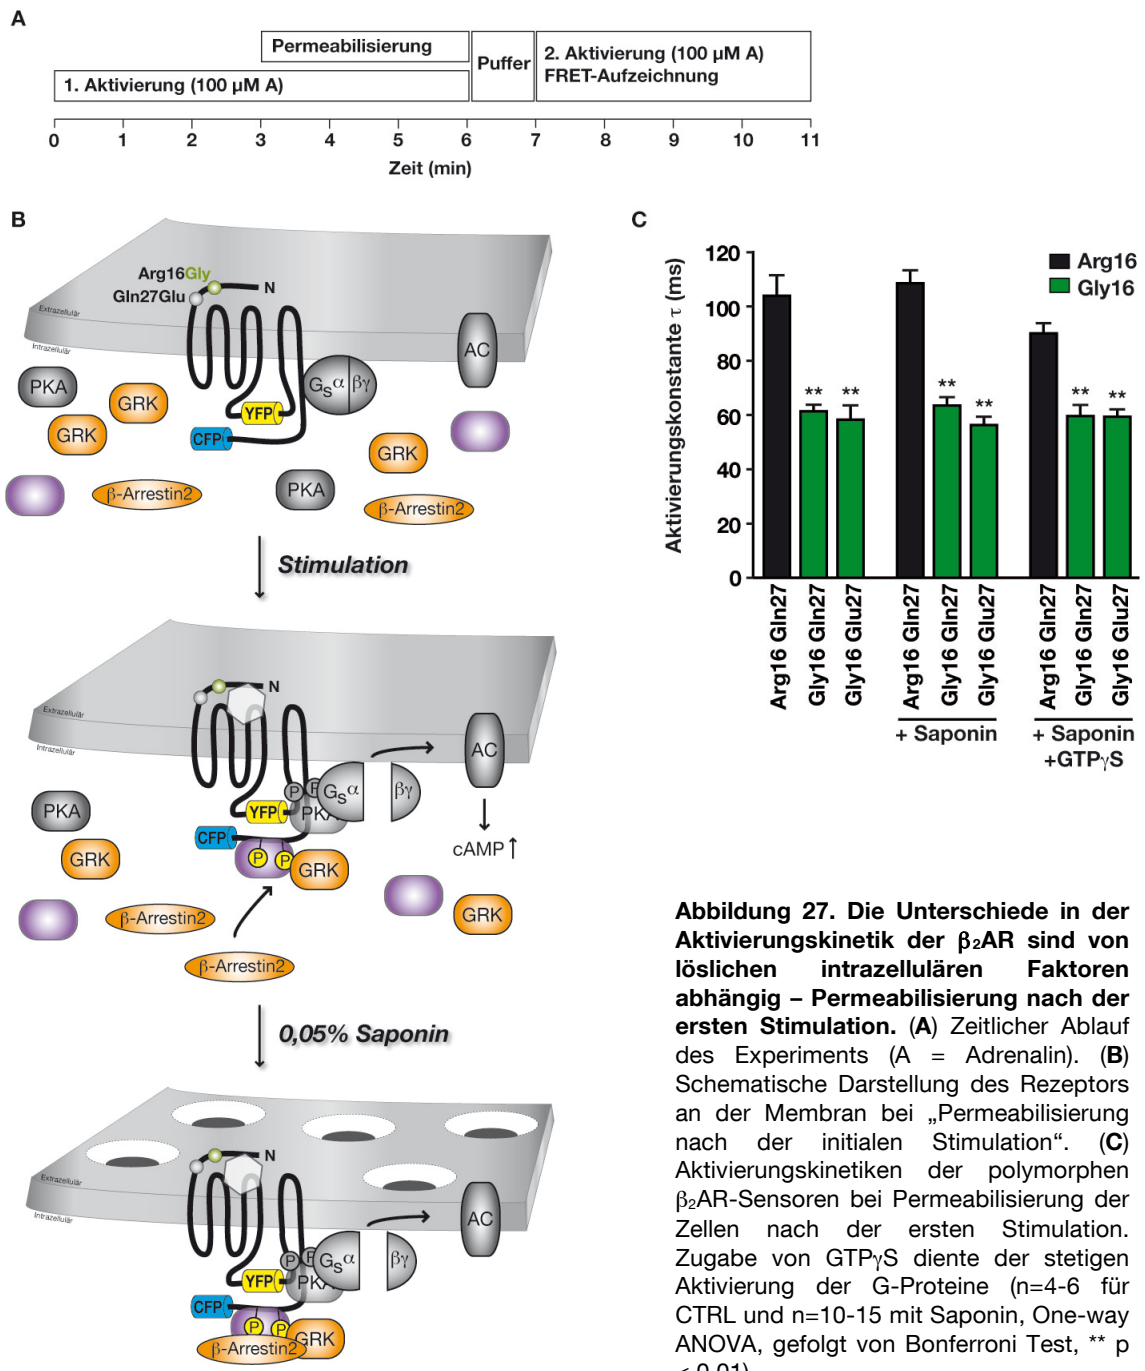 A
Permeabilisierung
1. Aktivierung (100 µM A)
Puffer
2. Aktivierung (100 µM A)
FRET-Aufzeichnung
0 1 2 3 4 5 6 7 8 9 10 11
Zeit (min)
B
Arg16Gly
Gln27Glu
N
Extrazellulär
Intrazellulär
AC
PKA
GRK
GRK
Gsα
βγ
YFP
CFP
GRK
PKA
β-Arrestin2
β-Arrestin2
Stimulation
N
Extrazellulär
Intrazellulär
AC
P
P
Gsα
βγ
PKA
YFP
CFP
PKA
GRK
P
P
GRK
cAMP↑
β-Arrestin2
GRK
β-Arrestin2
0,05% Saponin
N
Extrazellulär
Intrazellulär
AC
P
P
Gsα
βγ
PKA
YFP
CFP
P
P
GRK
β-Arrestin2
C
Aktivierungskonstante τ (ms)
120
100
80
60
40
20
0
Arg16
Gly16
** **
** **
** **
Arg16 Gln27
Gly16 Gln27
Gly16 Glu27
Arg16 Gln27
Gly16 Gln27
Gly16 Glu27
Arg16 Gln27
Gly16 Gln27
Gly16 Glu27
+ Saponin
+ Saponin
+GTPγS
Abbildung 27. Die Unterschiede in der
Aktivierungskinetik der β₂AR sind von
löslichen intrazellulären Faktoren
abhängig – Permeabilisierung nach der
ersten Stimulation. (A) Zeitlicher Ablauf
des Experiments (A = Adrenalin). (B)
Schematische Darstellung des Rezeptors
an der Membran bei „Permeabilisierung
nach der initialen Stimulation“. (C)
Aktivierungskinetiken der polymorphen
β₂AR-Sensoren bei Permeabilisierung der
Zellen nach der ersten Stimulation.
Zugabe von GTPγS diente der stetigen
Aktivierung der G-Proteine (n=4-6 für
CTRL und n=10-15 mit Saponin, One-way
ANOVA, gefolgt von Bonferroni Test, ** p
< 0,01)